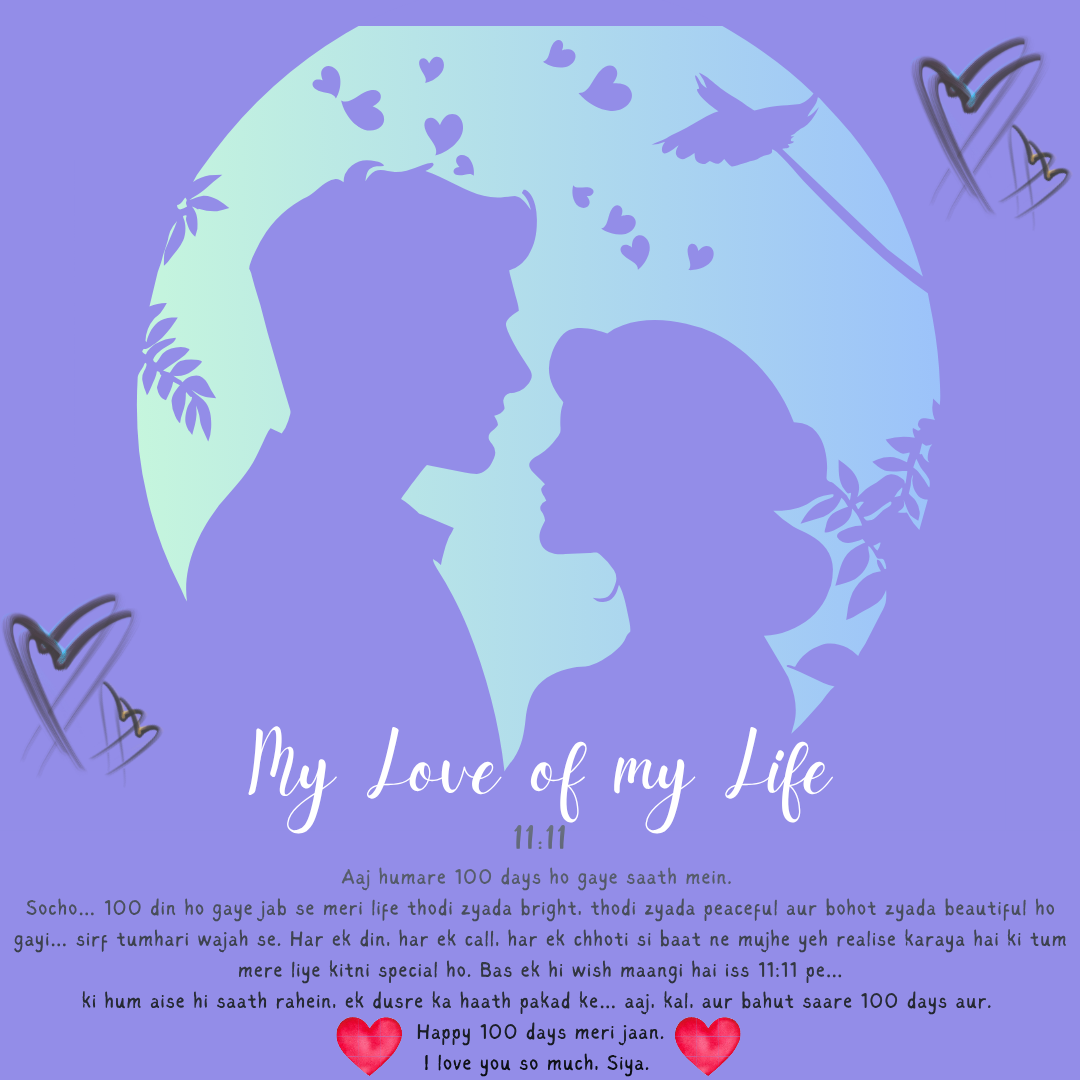 My Love of my Life
11:11
Aaj humare 100 days ho gaye saath mein.
Socho... 100 din ho gaye jab se meri life thodi zyada bright, thodi zyada peaceful aur bohot zyada beautiful ho
gayi... sirf tumhari wajah se. Har ek din, har ek call, har ek chhoti si baat ne mujhe yeh realise karaya hai ki tum
mere liye kitni special ho. Bas ek hi wish maangi hai iss 11:11 pe...
ki hum aise hi saath rahein, ek dusre ka haath pakad ke... aaj, kal, aur bahut saare 100 days aur.
Happy 100 days meri jaan.
I love you so much, Siya.